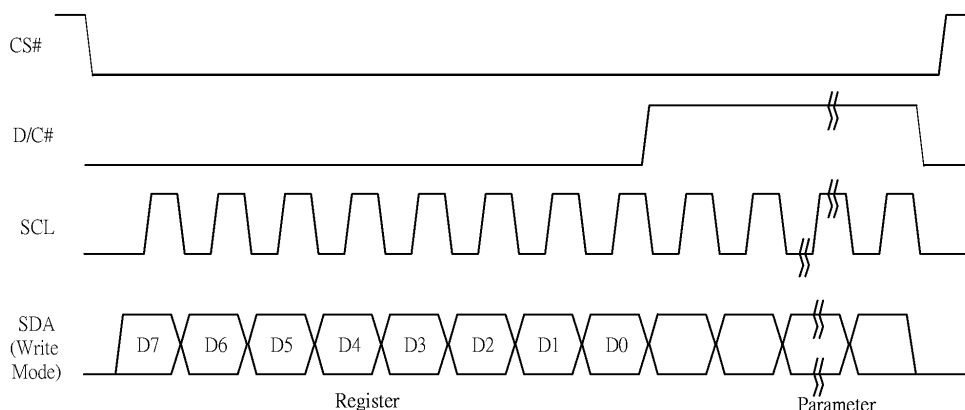 CS#
D/C#
SCL
SDA
(Write
Mode)
D7 D6 D5 D4 D3 D2 D1 D0
Register Parameter